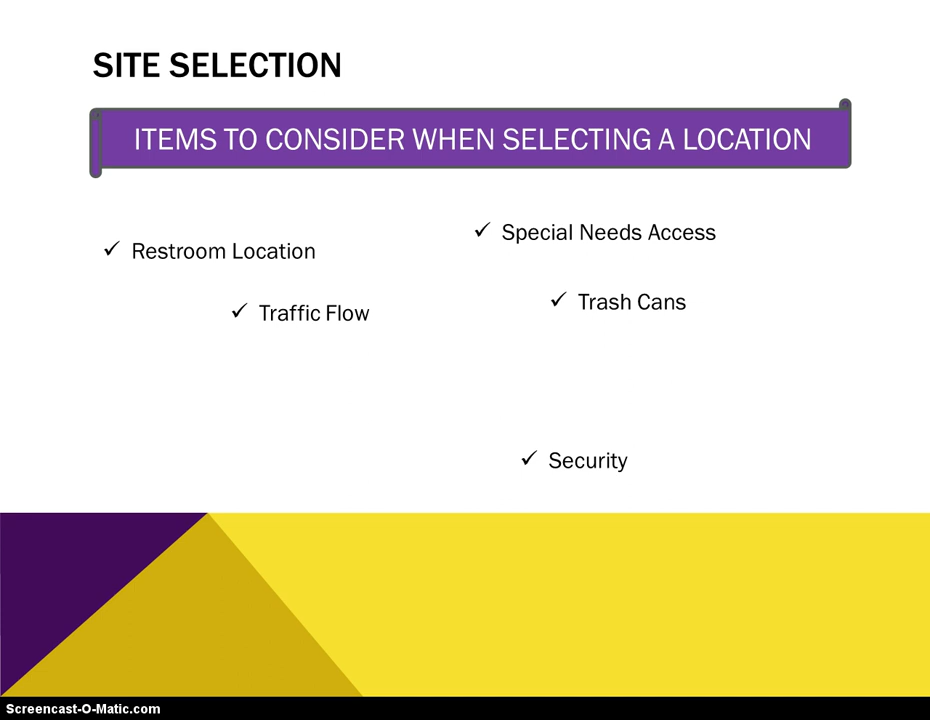 SITE SELECTION
ITEMS TO CONSIDER WHEN SELECTING A LOCATION
✓ Restroom Location
✓ Special Needs Access
✓ Traffic Flow
✓ Trash Cans
✓ Security
Screencast-O-Matic.com